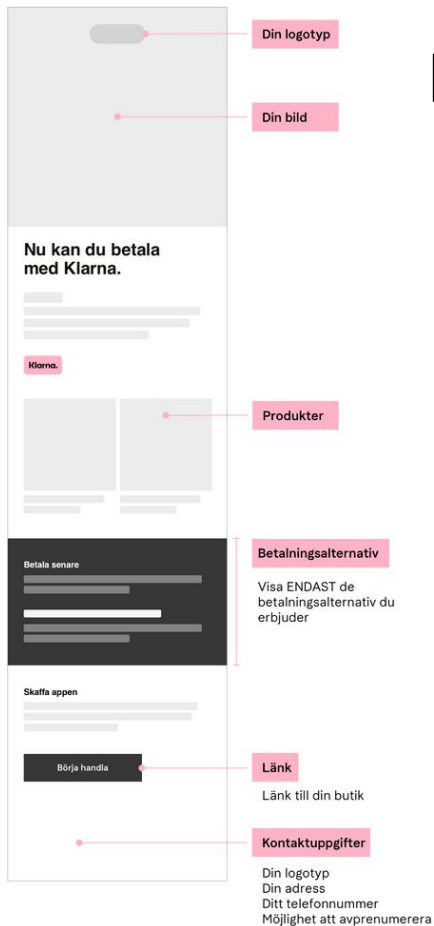 Din logotyp
Din bild
Nu kan du betala
med Klarna.
Klarna.
Produkter
Betalningsalternativ
Visa ENDAST de
betalningsalternativ du
erbjuder
Betala senare
Skaffa appen
Börja handla
Länk
Länk till din butik
Kontaktuppgifter
Din logotyp
Din adress
Ditt telefonnummer
Möjlighet att avprenumerera